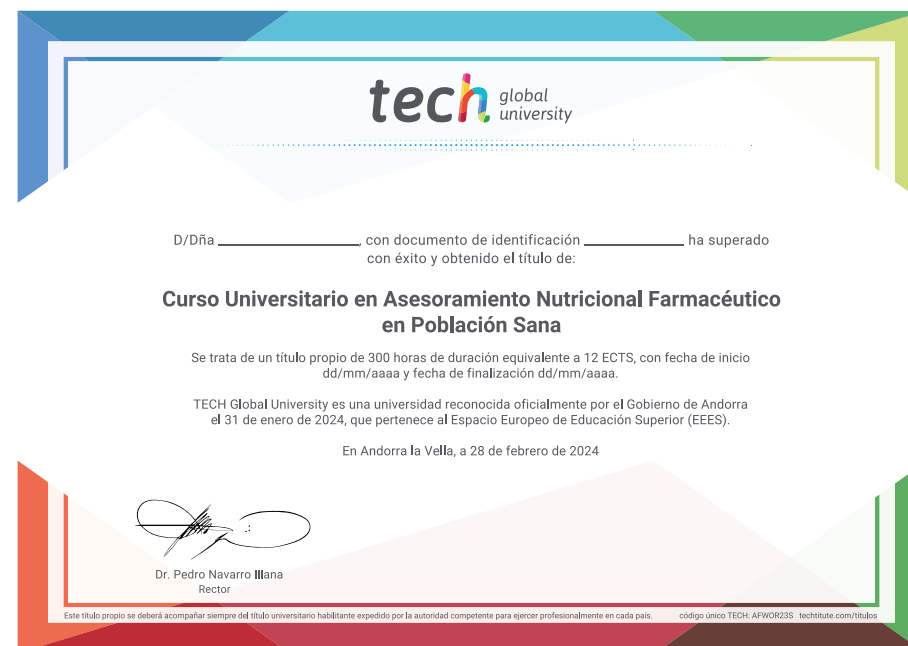 tech global university
D/Dña ____________________, con documento de identificación ______________ ha superado
con éxito y obtenido el título de:
Curso Universitario en Asesoramiento Nutricional Farmacéutico
en Población Sana
Se trata de un título propio de 300 horas de duración equivalente a 12 ECTS, con fecha de inicio
dd/mm/aaaa y fecha de finalización dd/mm/aaaa.
TECH Global University es una universidad reconocida oficialmente por el Gobierno de Andorra
el 31 de enero de 2024, que pertenece al Espacio Europeo de Educación Superior (EEES).
En Andorra la Vella, a 28 de febrero de 2024
Dr. Pedro Navarro Illana
Rector
Este título propio se deberá acompañar siempre del título universitario habilitante expedido por la autoridad competente para ejercer profesionalmente en cada país. código único TECH: AFWOR23S techtitute.com/titulos